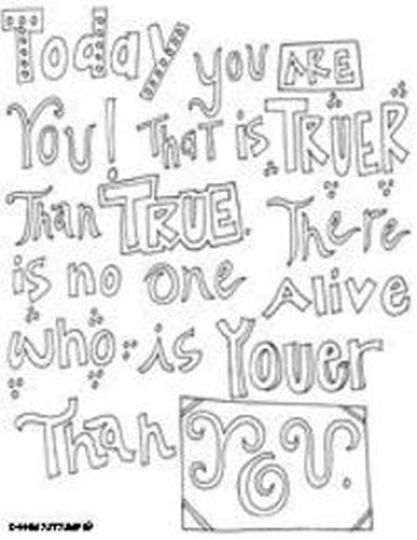 Today you ARE
You! That is TRUER
Than TRUE. There
is no one Alive
who is Youer
Than You.